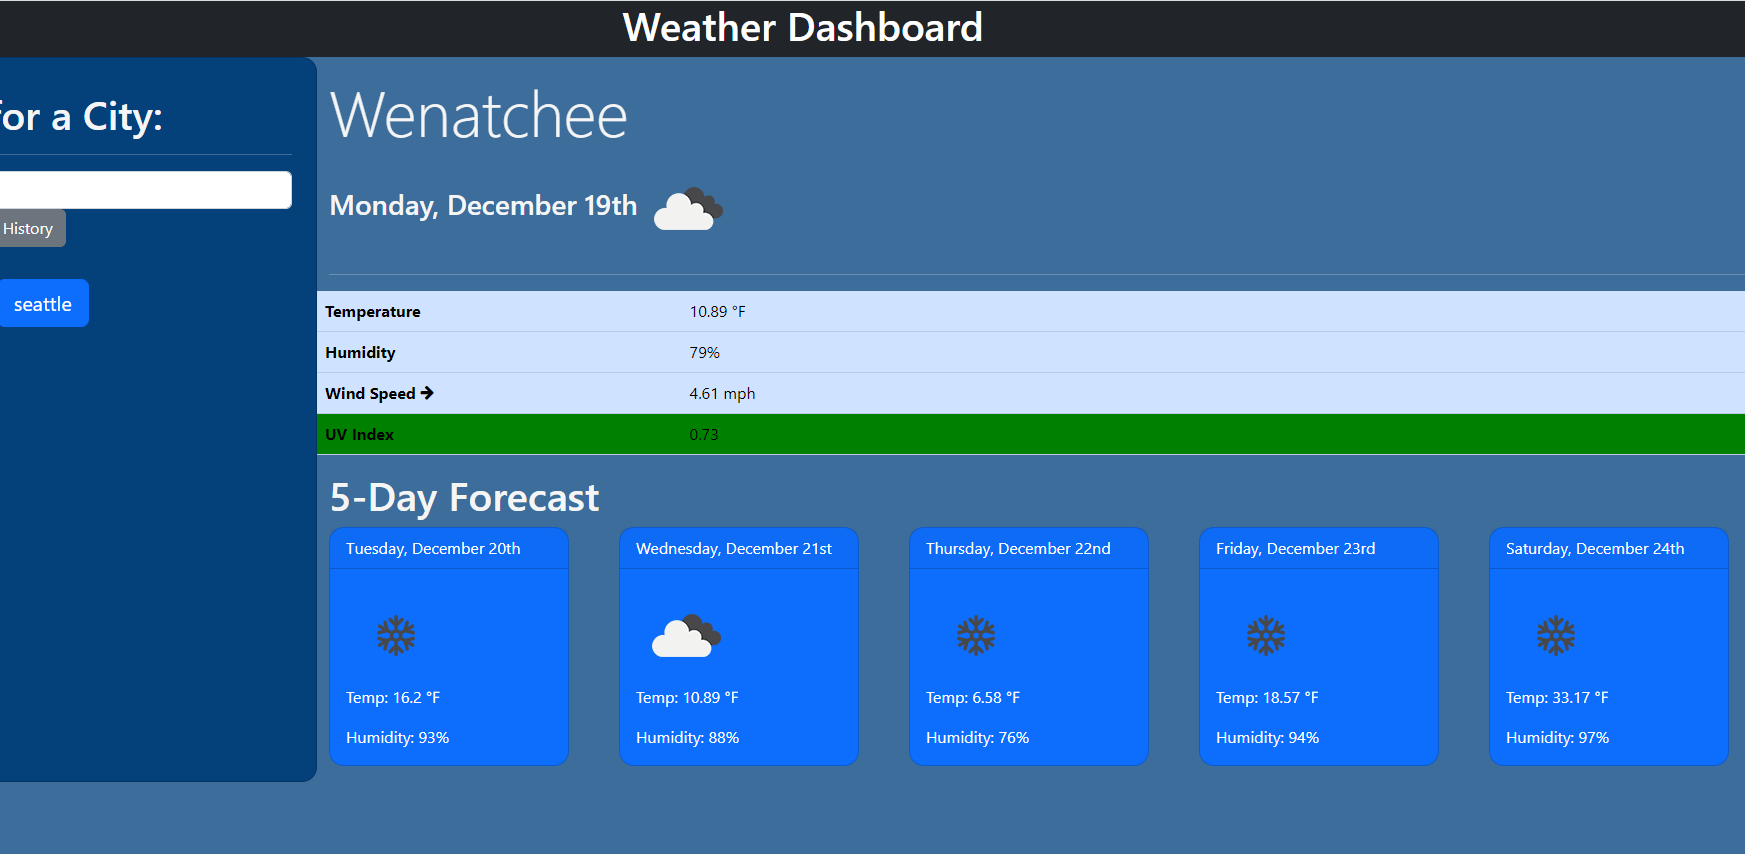 Weather Dashboard
for a City:
History
seattle
Wenatchee
Monday, December 19th
Temperature 10.89 °F
Humidity 79%
Wind Speed 4.61 mph
UV Index 0.73
5-Day Forecast
Tuesday, December 20th
Temp: 16.2 °F
Humidity: 93%
Wednesday, December 21st
Temp: 10.89 °F
Humidity: 88%
Thursday, December 22nd
Temp: 6.58 °F
Humidity: 76%
Friday, December 23rd
Temp: 18.57 °F
Humidity: 94%
Saturday, December 24th
Temp: 33.17 °F
Humidity: 97%